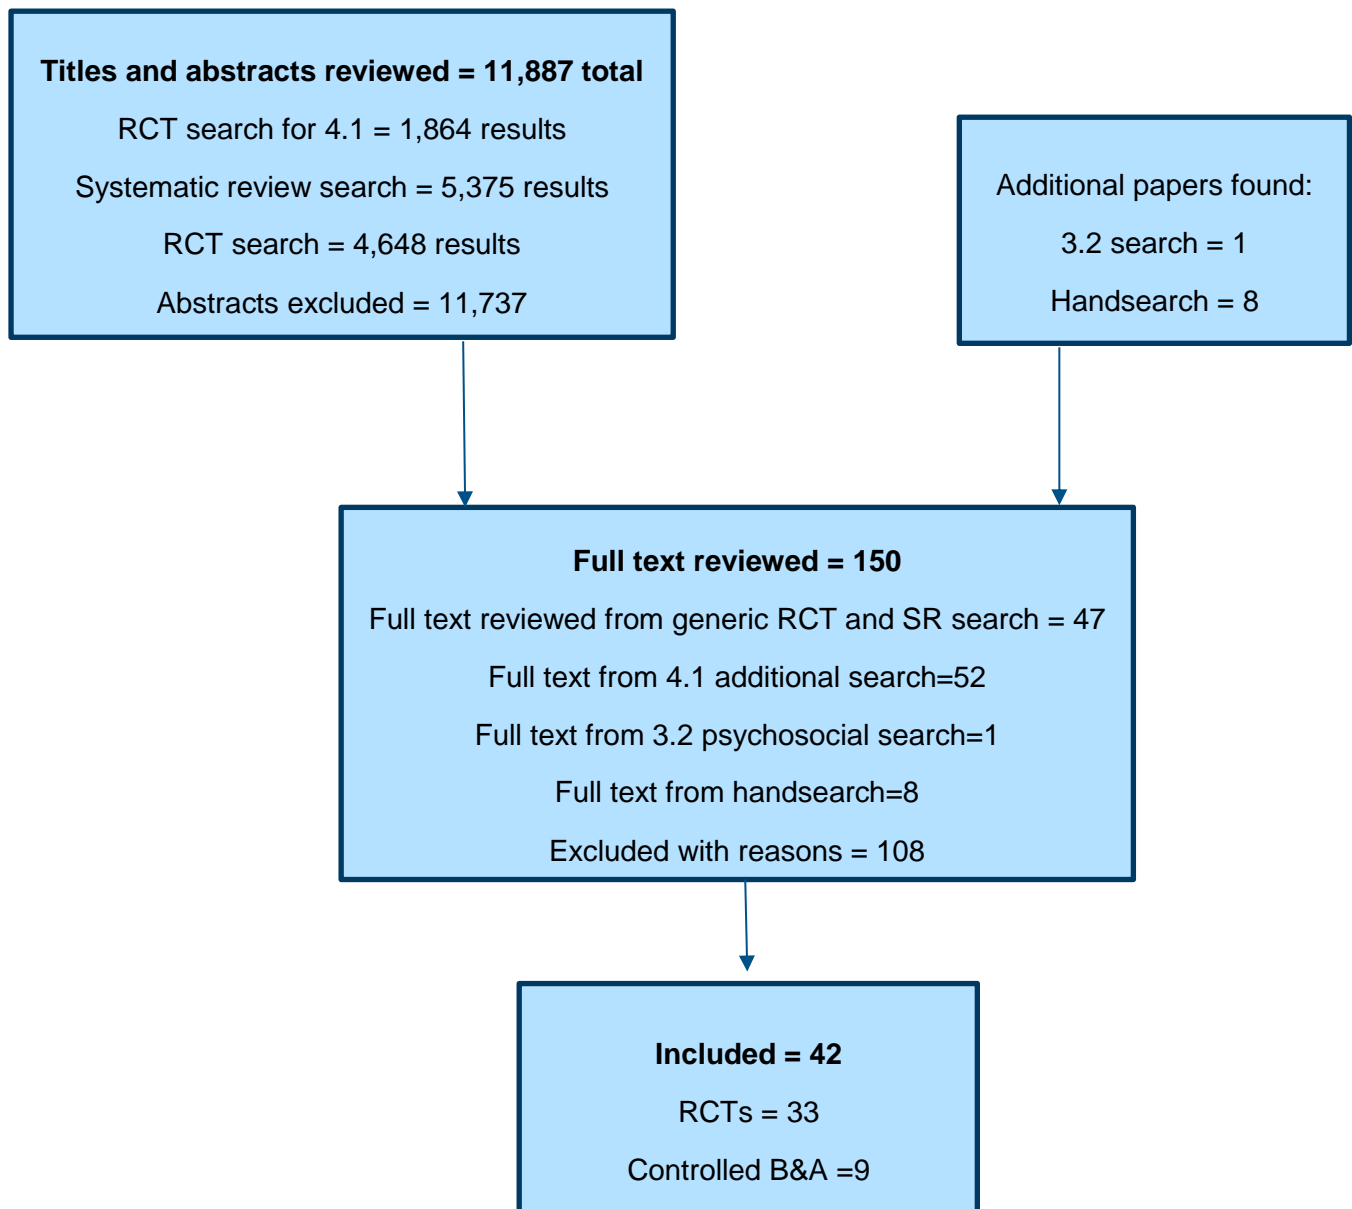 Titles and abstracts reviewed = 11,887 total
RCT search for 4.1 = 1,864 results
Systematic review search = 5,375 results
RCT search = 4,648 results
Abstracts excluded = 11,737
Additional papers found:
3.2 search = 1
Handsearch = 8
Full text reviewed = 150
Full text reviewed from generic RCT and SR search = 47
Full text from 4.1 additional search=52
Full text from 3.2 psychosocial search=1
Full text from handsearch=8
Excluded with reasons = 108
Included = 42
RCTs = 33
Controlled B&A =9